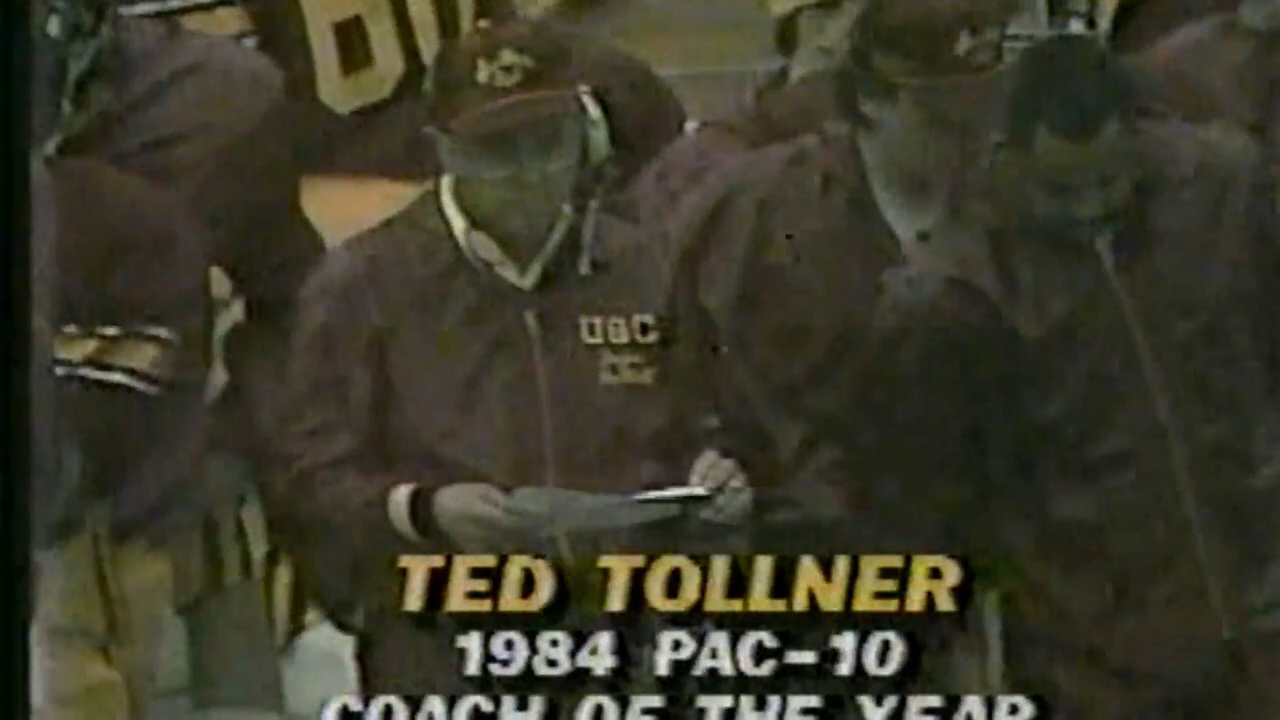 USC
TED TOLLNER
1984 PAC-10
COACH OF THE YEAR